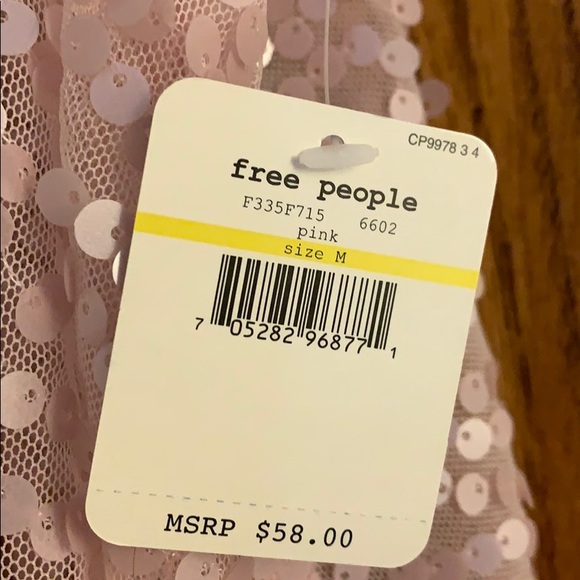 CP9978 3 4
free people
F335F715 6602
pink
size M
7 05282 96877 1
MSRP $58.00